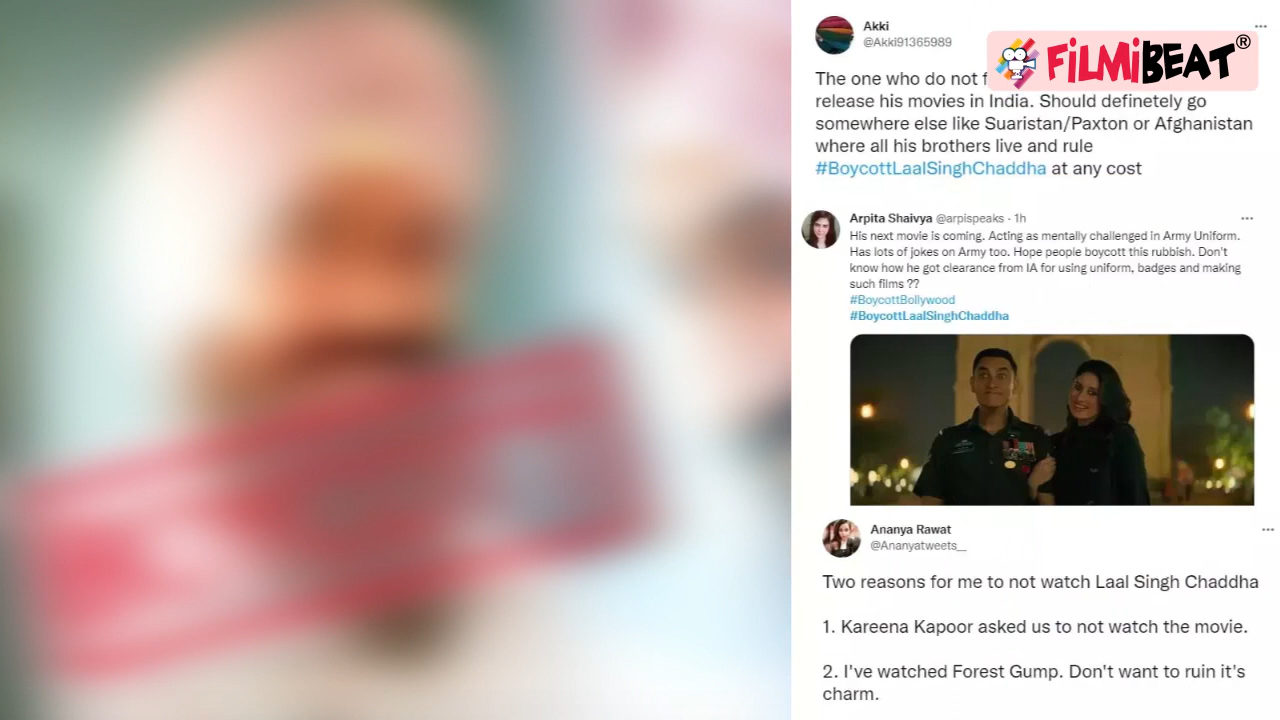 Akki
@Akki91365989
FiLMiBEAT®
The one who do not
release his movies in India. Should definetely go
somewhere else like Suaristan/Paxton or Afghanistan
where all his brothers live and rule
#BoycottLaalSinghChaddha at any cost
Arpita Shaivya @arpispeaks · 1h
His next movie is coming. Acting as mentally challenged in Army Uniform.
Has lots of jokes on Army too. Hope people boycott this rubbish. Don't
know how he got clearance from IA for using uniform, badges and making
such films ??
#BoycottBollywood
#BoycottLaalSinghChaddha
Ananya Rawat
@Ananyatweets__
Two reasons for me to not watch Laal Singh Chaddha
1. Kareena Kapoor asked us to not watch the movie.
2. I've watched Forest Gump. Don't want to ruin it's
charm.